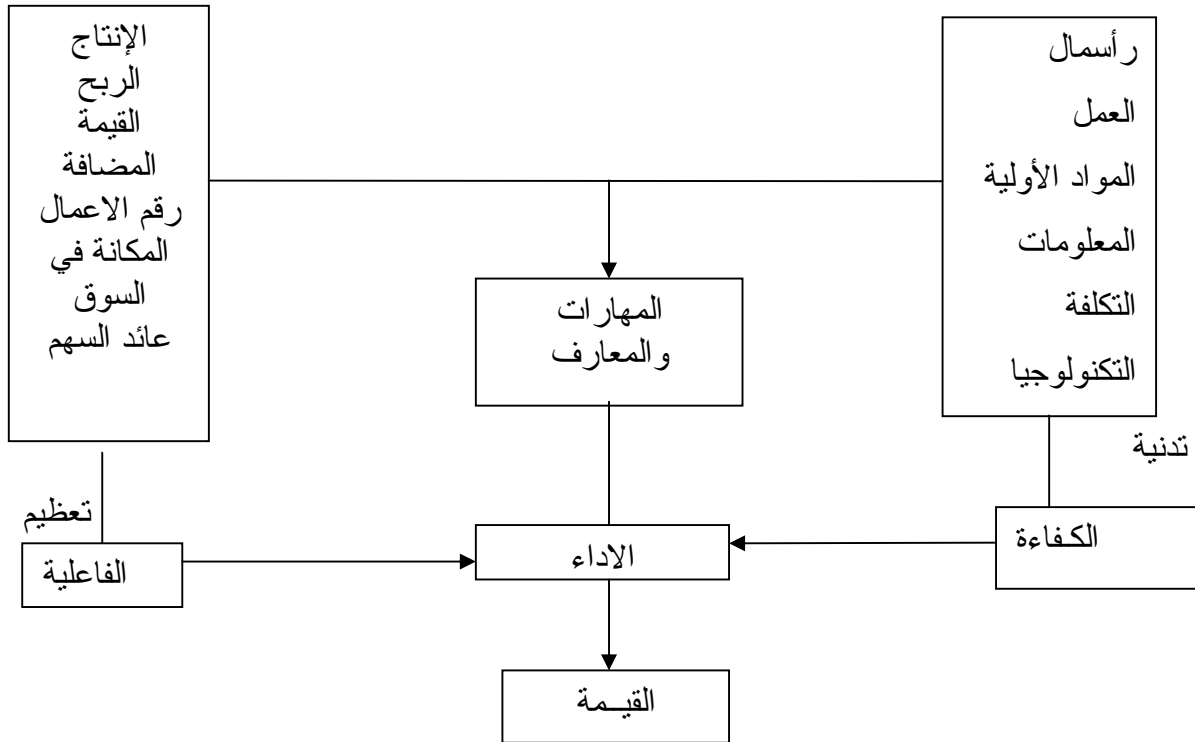 رأسمال
العمل
المواد الأولية
المعلومات
التكلفة
التكنولوجيا
الإنتاج
الربح
القيمة
المضافة
رقم الاعمال
المكانة في
السوق
عائد السهم
المهارات
والمعارف
تدنية
تعظيم
الكفاءة
الاداء
الفاعلية
القيـمة